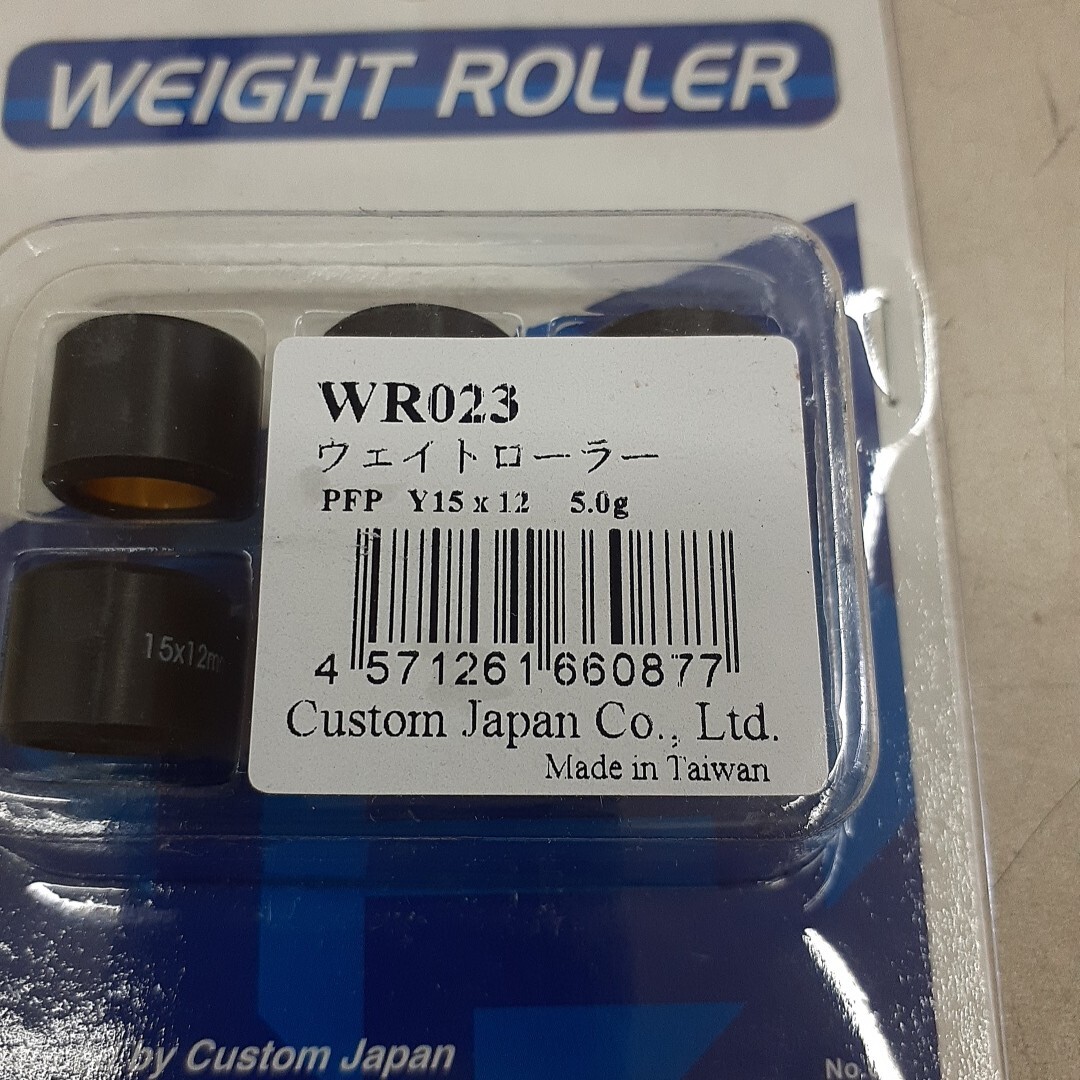 WEIGHT ROLLER
WR023
ウェイトローラー
PFP Y15 x 12 5.0g
15x12m
4 571261 660877
Custom Japan Co., Ltd.
Made in Taiwan
by Custom Japan
No.